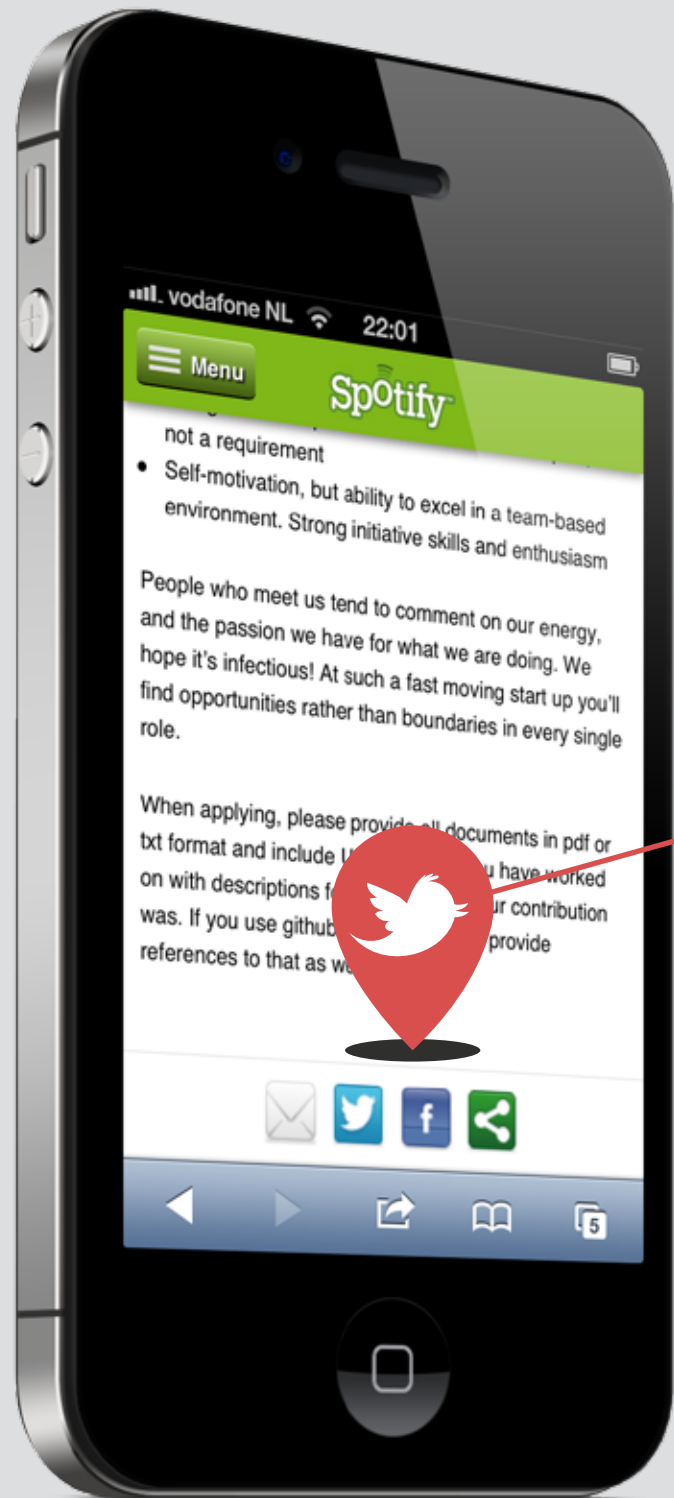 vodafone NL 22:01
Menu Spotify
not a requirement
• Self-motivation, but ability to excel in a team-based
environment. Strong initiative skills and enthusiasm
People who meet us tend to comment on our energy,
and the passion we have for what we are doing. We
hope it's infectious! At such a fast moving start up you'll
find opportunities rather than boundaries in every single
role.
When applying, please provide all documents in pdf or
txt format and include have worked
on with descriptions contribution
was. If you use github provide
references to that as
f
5